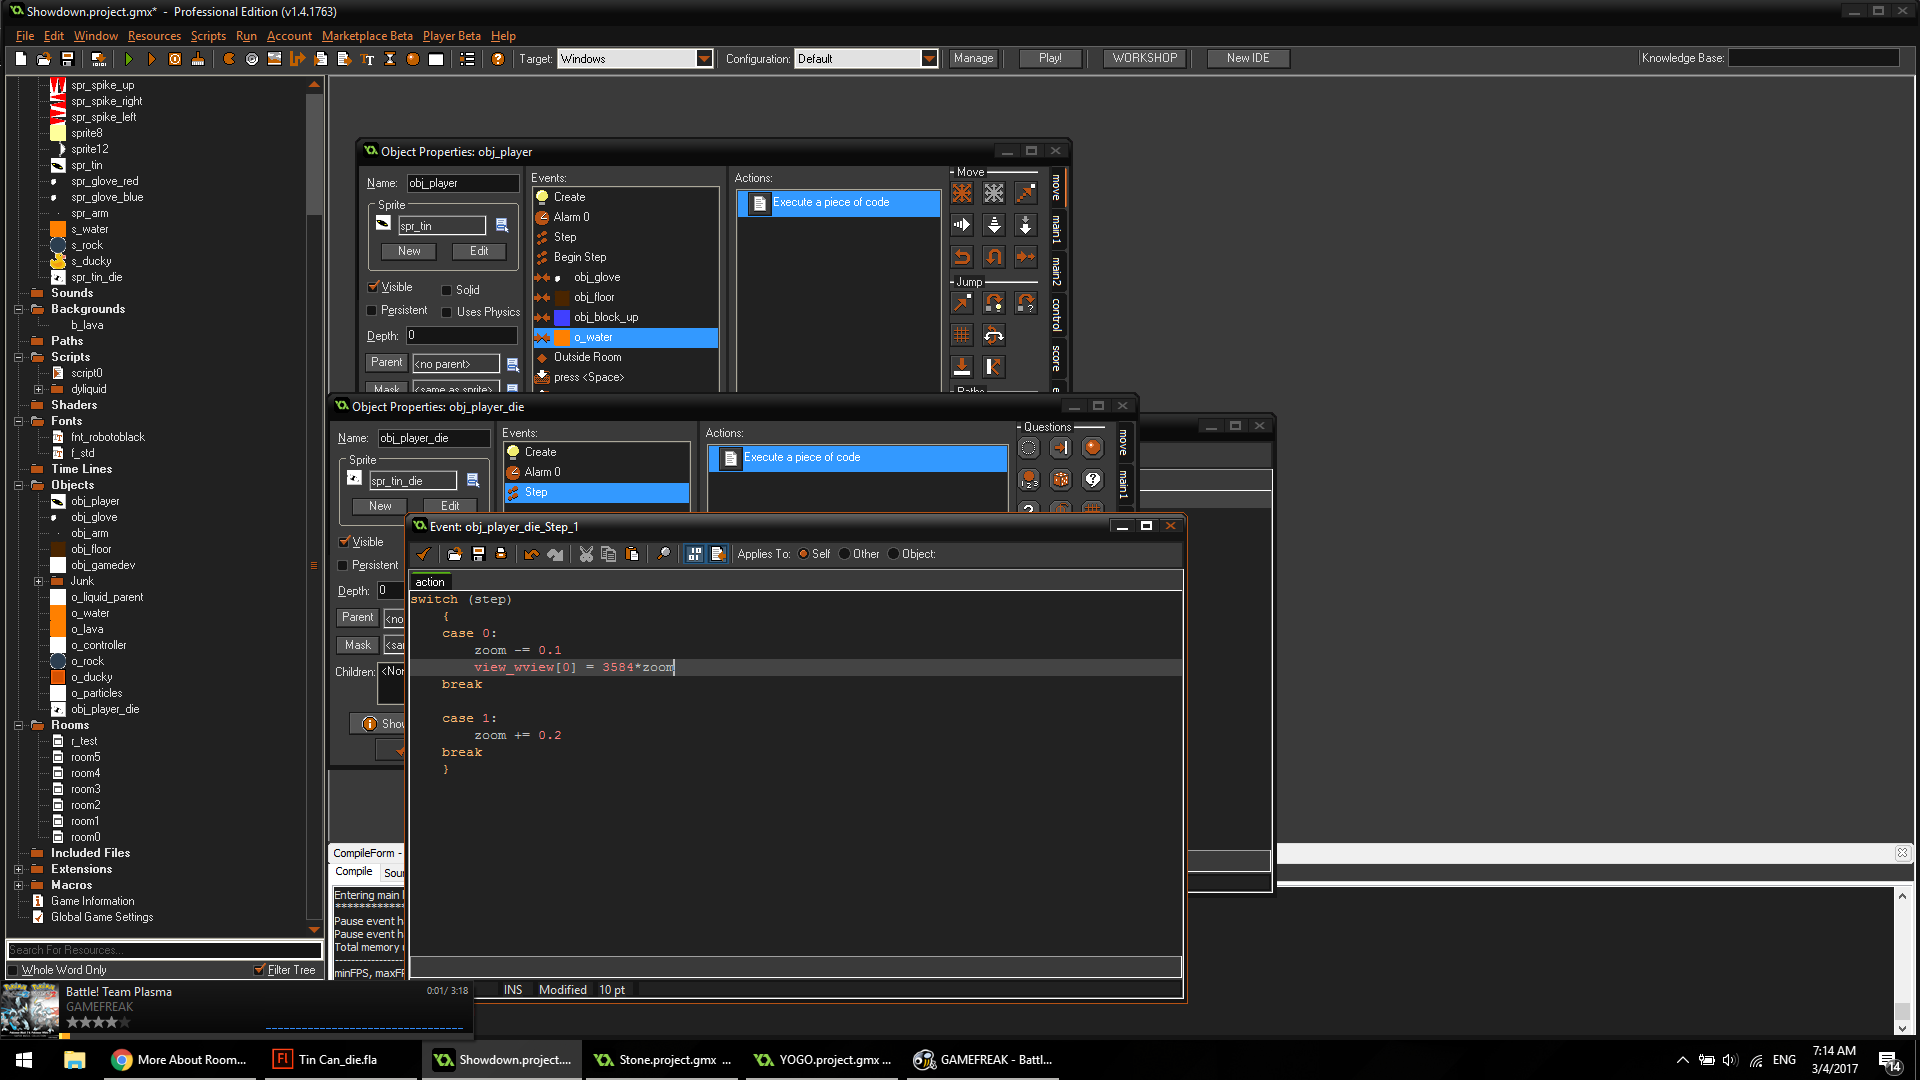 Showdown.project.gmx* - Professional Edition (v1.4.1763)
File Edit Window Resources Scripts Run Account Marketplace Beta Player Beta Help
Target: Windows Configuration: Default Manage Play! WORKSHOP New IDE Knowledge Base:
spr_spike_up
spr_spike_right
spr_spike_left
sprite8
sprite12
spr_tin
spr_glove_red
spr_glove_blue
spr_arm
s_water
s_rock
s_ducky
spr_tin_die
Sounds
Backgrounds
b_lava
Paths
Scripts
script0
dyliquid
Shaders
Fonts
fnt_robotoblack
f_std
Time Lines
Objects
obj_player
obj_glove
obj_arm
obj_floor
obj_gamedev
Junk
o_liquid_parent
o_water
o_lava
o_controller
o_rock
o_ducky
o_particles
obj_player_die
Rooms
r_test
room5
room4
room3
room2
room1
room0
Included Files
Extensions
Macros
Game Information
Global Game Settings
Search For Resources...
Whole Word Only Filter Tree
Object Properties: obj_player
Name: obj_player
Sprite
spr_tin
New Edit
Visible Solid
Persistent Uses Physics
Depth: 0
Parent <no parent>
Mask <same as sprite>
Events:
Create
Alarm 0
Step
Begin Step
obj_glove
obj_floor
obj_block_up
o_water
Outside Room
press <Space>
Actions:
Execute a piece of code
Move
Jump
Paths
move
main1
main2
control
score
Object Properties: obj_player_die
Name: obj_player_die
Sprite
spr_tin_die
New Edit
Visible
Persistent
Depth: 0
Parent <no
Mask <sa
Children: <Non
Show
Events:
Create
Alarm 0
Step
Actions:
Execute a piece of code
Questions
move
main1
Event: obj_player_die_Step_1
Applies To: Self Other Object:
action
switch (step)
{
case 0:
zoom -= 0.1
view_wview[0] = 3584*zoom
break
case 1:
zoom += 0.2
break
}
INS Modified 10 pt
CompileForm -
Compile Sour
Entering main l
Pause event h
Pause event h
Total memory
minFPS, maxFP
Battle! Team Plasma 0:01/ 3:18
GAMEFREAK
More About Room...
Tin Can_die.fla
Showdown.project....
Stone.project.gmx ...
YOGO.project.gmx ...
GAMEFREAK - Battl...
ENG
7:14 AM
3/4/2017
14